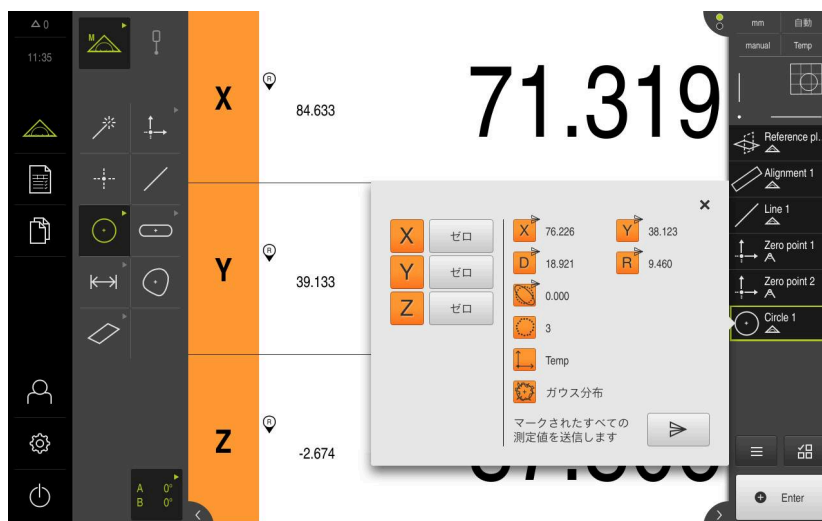 0
11:35
M
A 0°
B 0°
X
R
84.633
71.319
Y
R
39.133
Z
R
-2.674
X ゼロ
Y ゼロ
Z ゼロ
X 76.226 Y 38.123
D 18.921 R 9.460
0.000
3
Temp
ガウス分布
マークされたすべての
測定値を送信します
mm 自動
manual Temp
Reference pl.
Alignment 1
Line 1
Zero point 1
Zero point 2
Circle 1
Enter